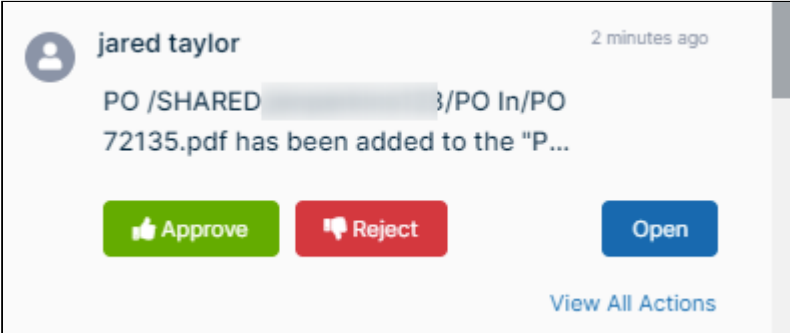 jared taylor
2 minutes ago
PO /SHARED /PO In/PO
72135.pdf has been added to the "P...
Approve
Reject
Open
View All Actions